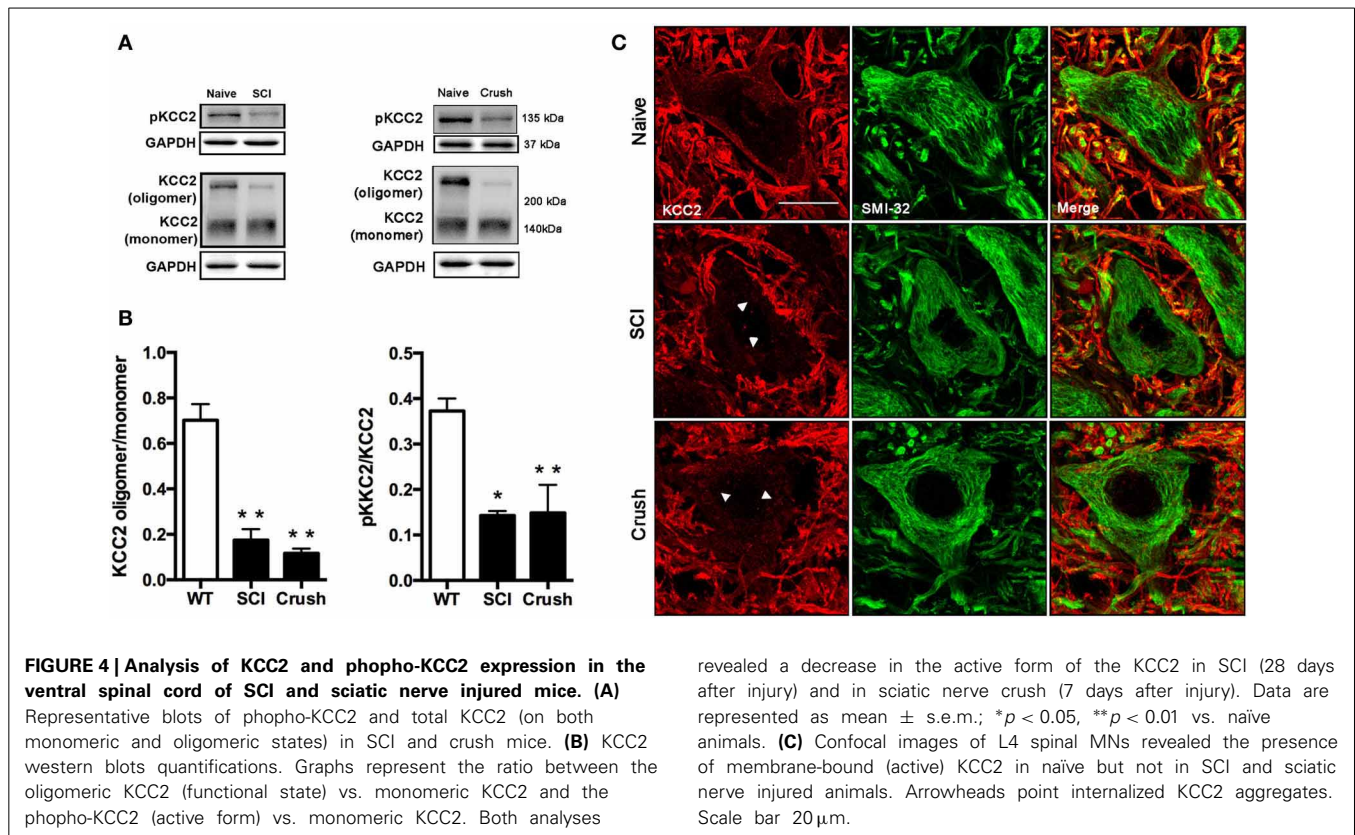 A
Naive SCI
pKCC2
GAPDH
KCC2
(oligomer)
KCC2
(monomer)
GAPDH
Naive Crush
pKCC2 135 kDa
GAPDH 37 kDa
KCC2
(oligomer)
200 kDa
KCC2
(monomer) 140kDa
GAPDH
B
KCC2 oligomer/monomer
1.0
0.8
0.6
0.4
0.2
0.0
* *
* *
WT SCI Crush
pKKC2/KCC2
0.5
0.4
0.3
0.2
0.1
0.0
*
* *
WT SCI Crush
C
Naive
KCC2 SMI-32 Merge
SCI
Crush
FIGURE 4 | Analysis of KCC2 and phopho-KCC2 expression in the
ventral spinal cord of SCI and sciatic nerve injured mice. (A)
Representative blots of phopho-KCC2 and total KCC2 (on both
monomeric and oligomeric states) in SCI and crush mice. (B) KCC2
western blots quantifications. Graphs represent the ratio between the
oligomeric KCC2 (functional state) vs. monomeric KCC2 and the
phopho-KCC2 (active form) vs. monomeric KCC2. Both analyses
revealed a decrease in the active form of the KCC2 in SCI (28 days
after injury) and in sciatic nerve crush (7 days after injury). Data are
represented as mean ± s.e.m.; *p < 0.05, **p < 0.01 vs. naïve
animals. (C) Confocal images of L4 spinal MNs revealed the presence
of membrane-bound (active) KCC2 in naïve but not in SCI and sciatic
nerve injured animals. Arrowheads point internalized KCC2 aggregates.
Scale bar 20 μm.